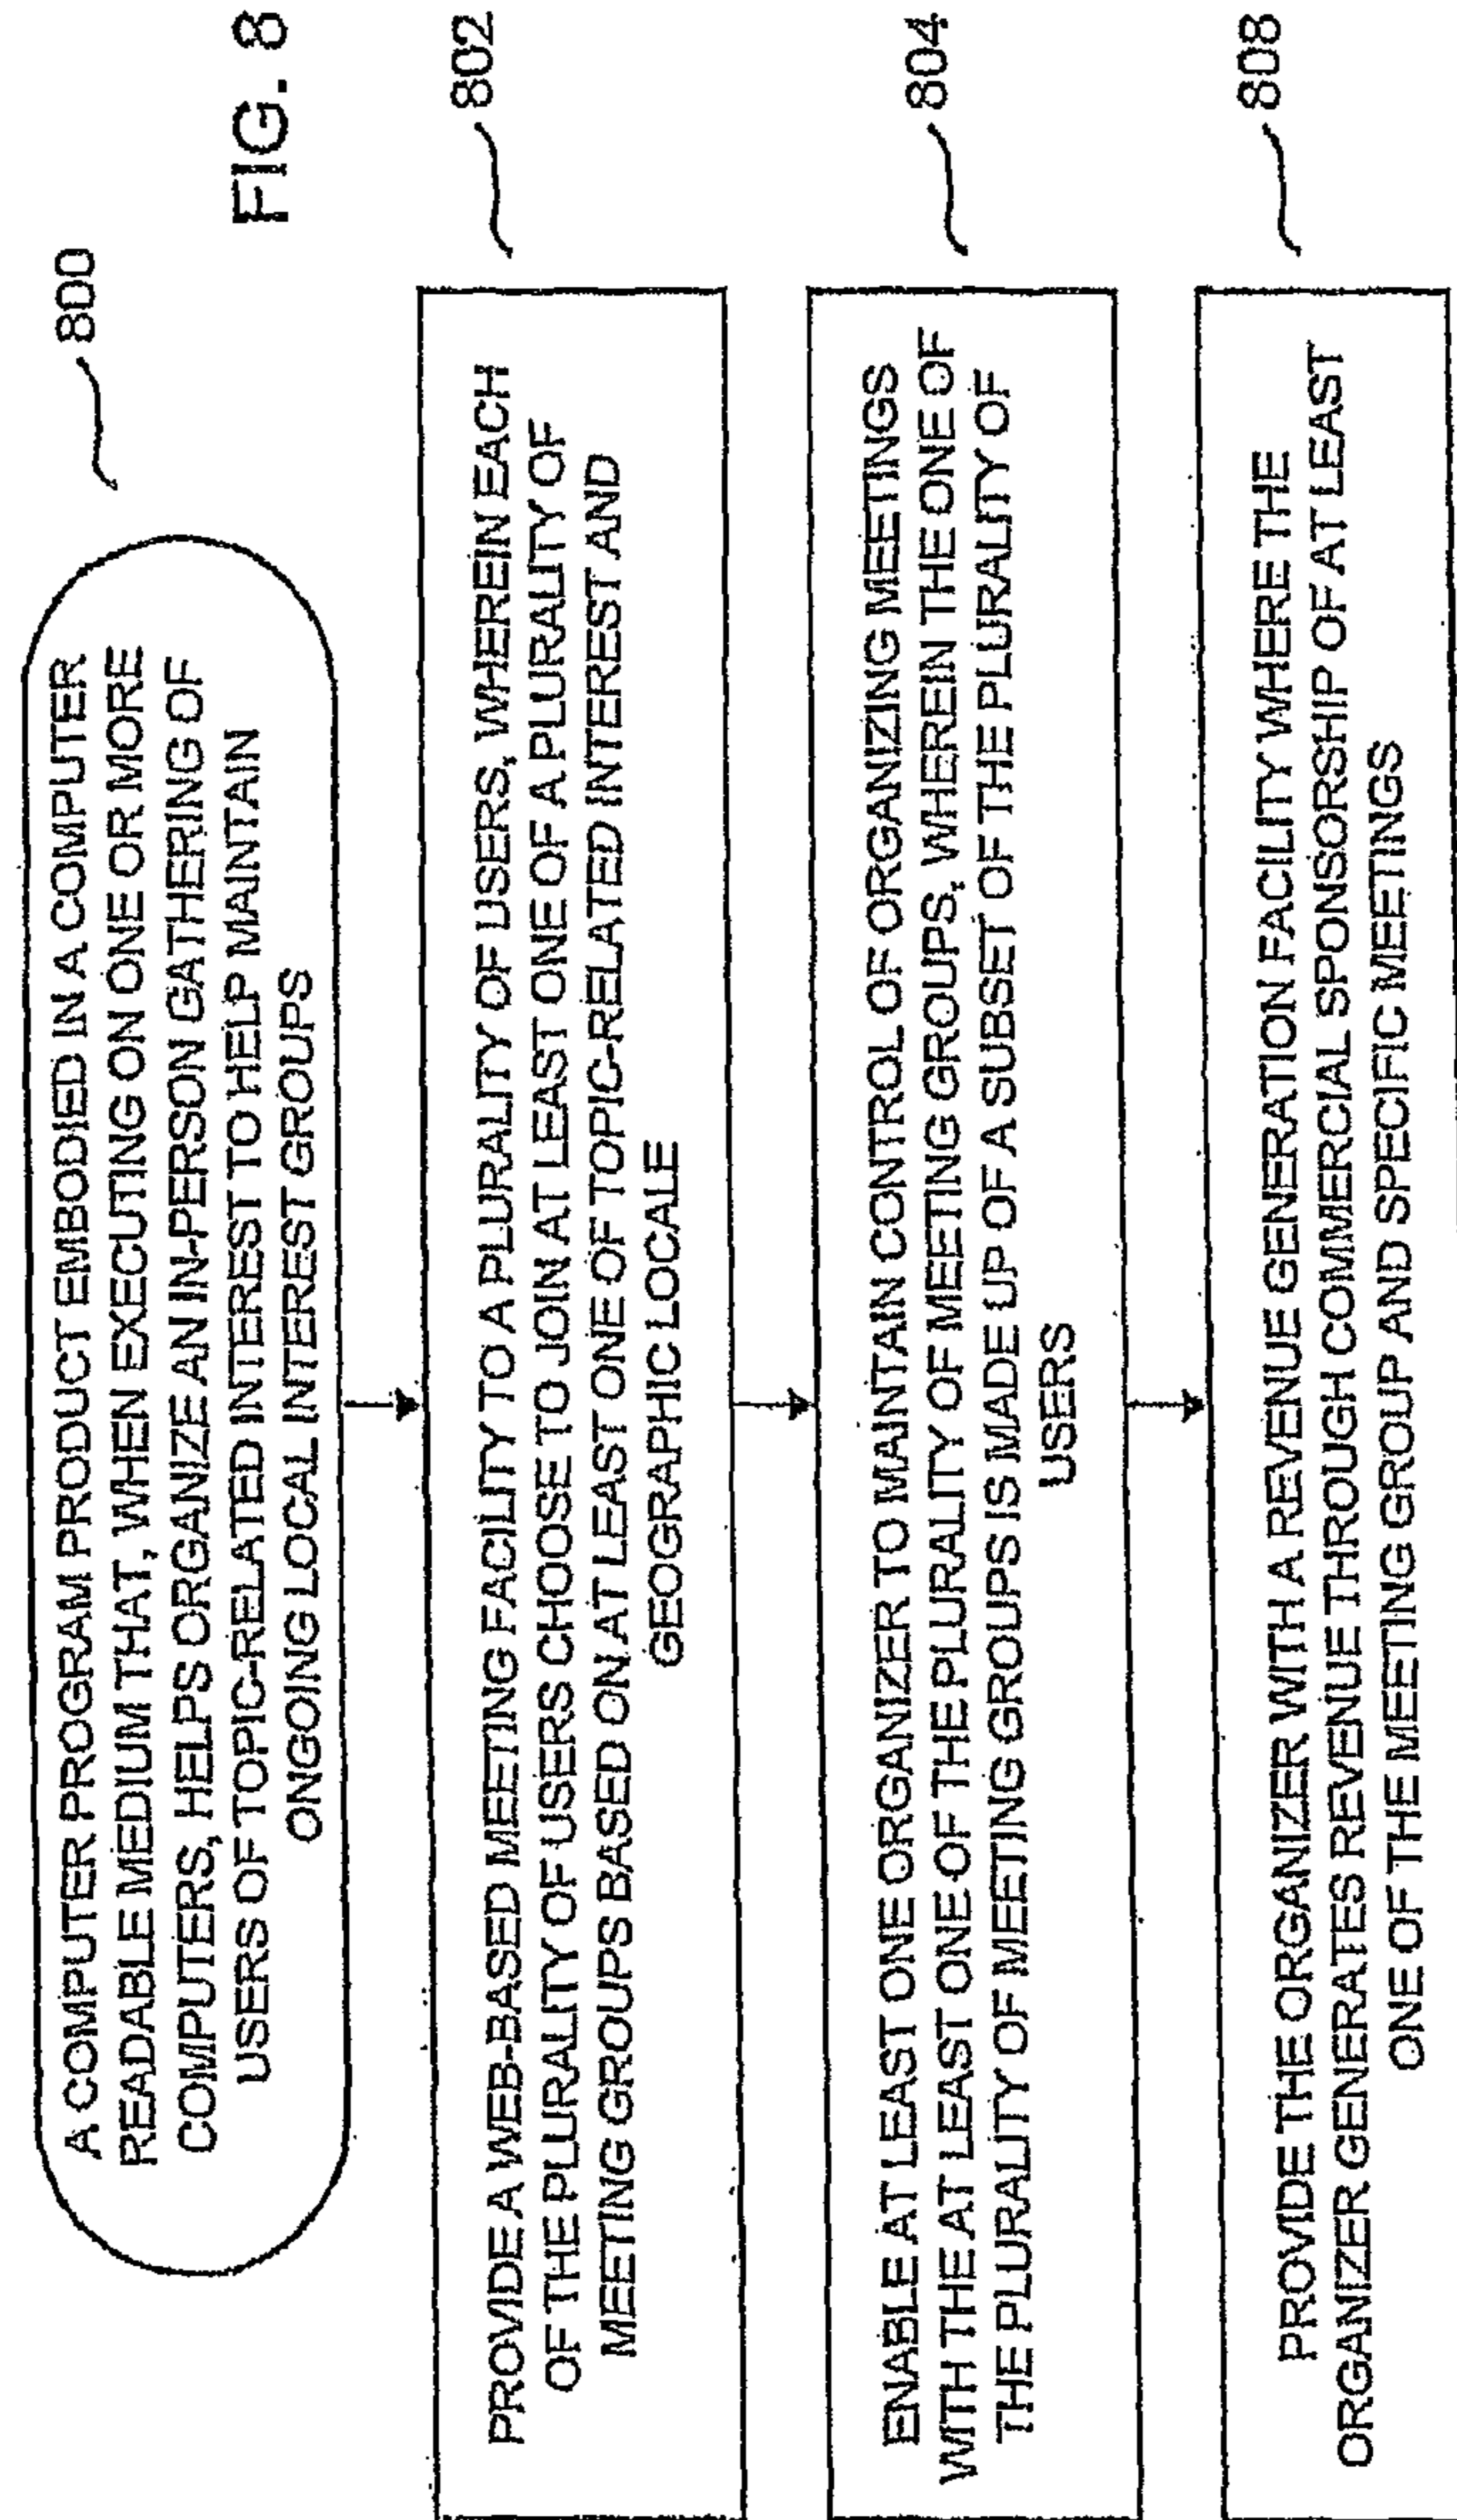 A COMPUTER PROGRAM PRODUCT EMBODIED IN A COMPUTER
READABLE MEDIUM THAT, WHEN EXECUTING ON ONE OR MORE
COMPUTERS, HELPS ORGANIZE AN IN-PERSON GATHERING OF
USERS OF TOPIC-RELATED INTEREST TO HELP MAINTAIN
ONGOING LOCAL INTEREST GROUPS
800
FIG. 8
PROVIDE A WEB-BASED MEETING FACILITY TO A PLURALITY OF USERS, WHEREIN EACH
OF THE PLURALITY OF USERS CHOOSE TO JOIN AT LEAST ONE OF A PLURALITY OF
MEETING GROUPS BASED ON AT LEAST ONE OF TOPIC-RELATED INTEREST AND
GEOGRAPHIC LOCALE
802
ENABLE AT LEAST ONE ORGANIZER TO MAINTAIN CONTROL OF ORGANIZING MEETINGS
WITH THE AT LEAST ONE OF THE PLURALITY OF MEETING GROUPS, WHEREIN THE ONE OF
THE PLURALITY OF MEETING GROUPS IS MADE UP OF A SUBSET OF THE PLURALITY OF
USERS
804
PROVIDE THE ORGANIZER WITH A REVENUE GENERATION FACILITY WHERE THE
ORGANIZER GENERATES REVENUE THROUGH COMMERCIAL SPONSORSHIP OF AT LEAST
ONE OF THE MEETING GROUP AND SPECIFIC MEETINGS
808